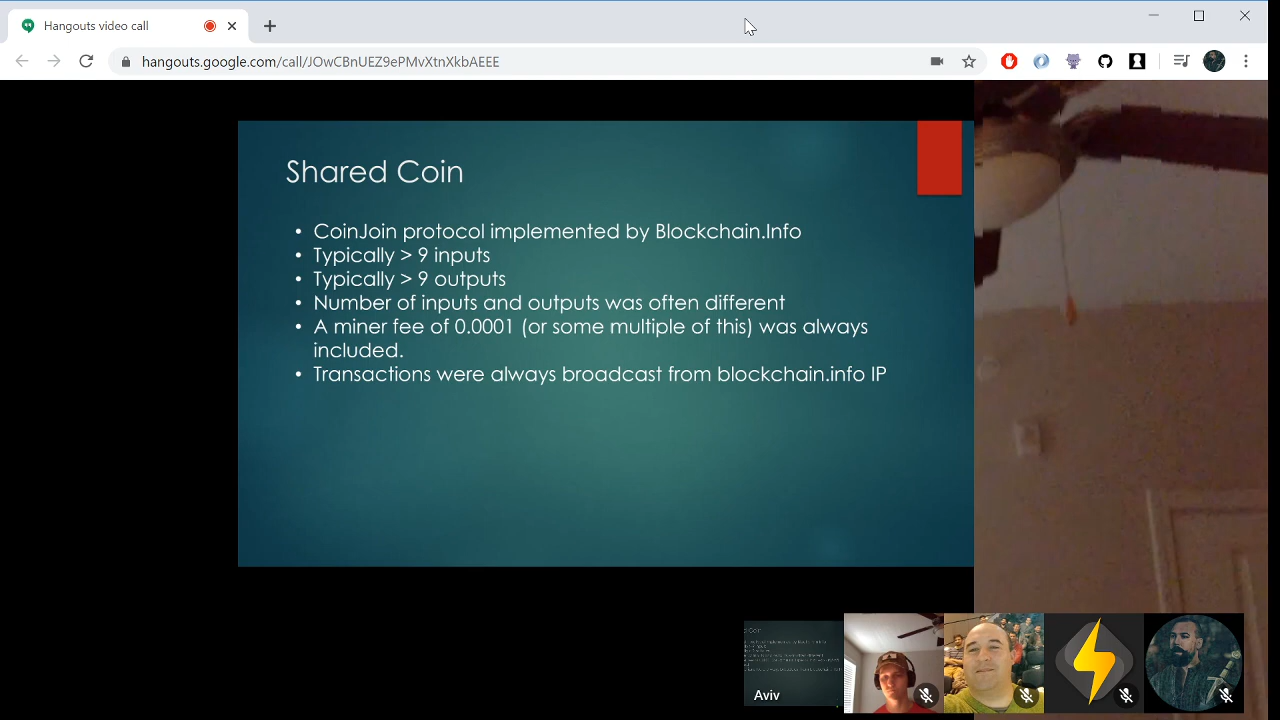 Hangouts video call
hangouts.google.com/call/JOwCBnUEZ9ePMvXtnXkbAEEE
Shared Coin
• CoinJoin protocol implemented by Blockchain.Info
• Typically > 9 inputs
• Typically > 9 outputs
• Number of inputs and outputs was often different
• A miner fee of 0.0001 (or some multiple of this) was always
included.
• Transactions were always broadcast from blockchain.info IP
Aviv